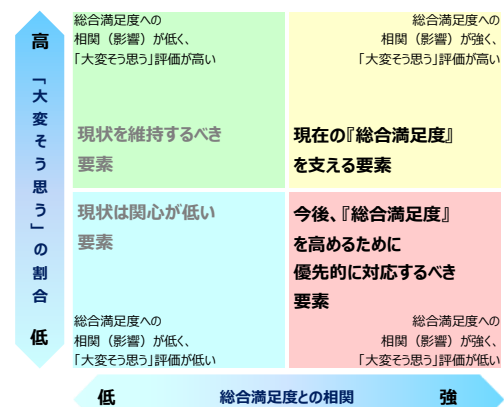 高
「大変そう思う」の割合
低
総合満足度への
相関（影響）が低く、
「大変そう思う」評価が高い
現状を維持するべき
要素
総合満足度への
相関（影響）が強く、
「大変そう思う」評価が高い
現在の『総合満足度』
を支える要素
現状は関心が低い
要素
総合満足度への
相関（影響）が低く、
「大変そう思う」評価が低い
今後、『総合満足度』
を高めるために
優先的に対応するべき
要素
総合満足度への
相関（影響）が強く、
「大変そう思う」評価が低い
低
総合満足度との相関
強